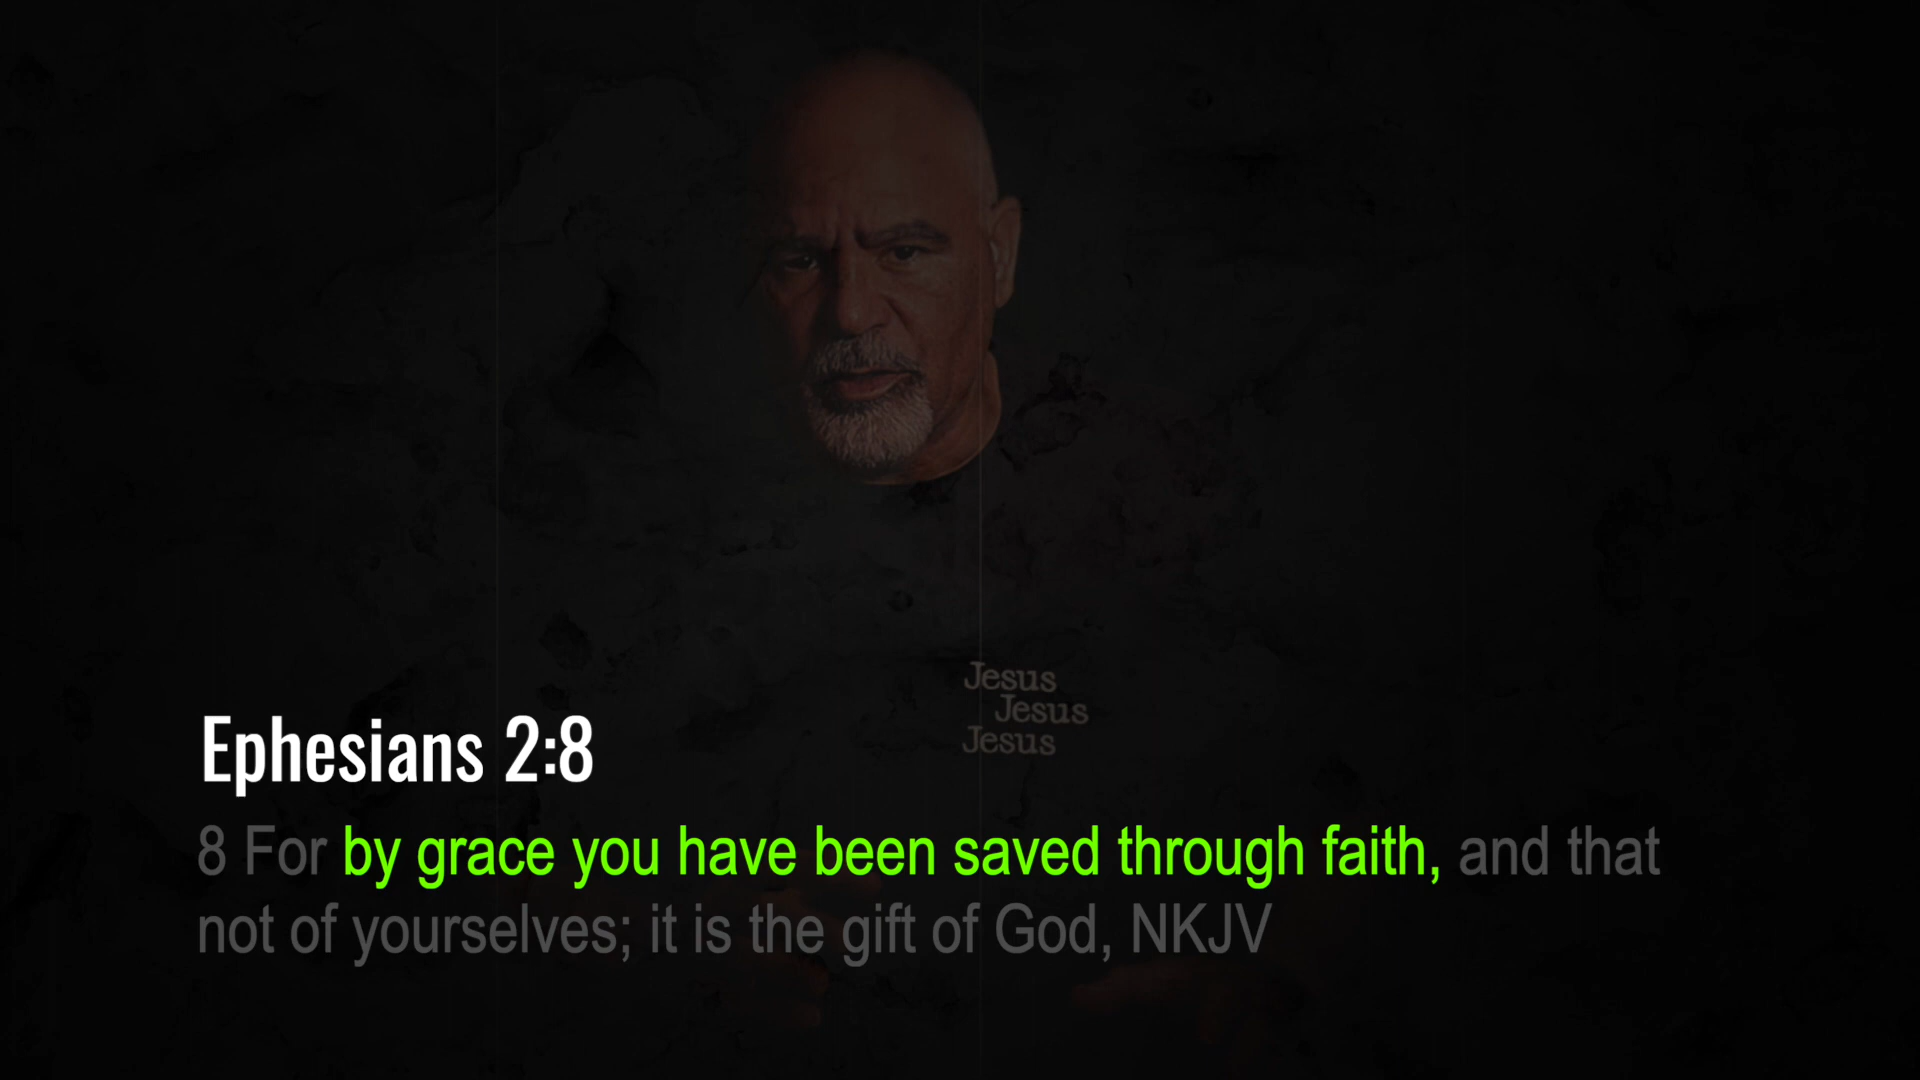 Jesus
Jesus
Jesus
Ephesians 2:8
8 For by grace you have been saved through faith, and that
not of yourselves; it is the gift of God, NKJV